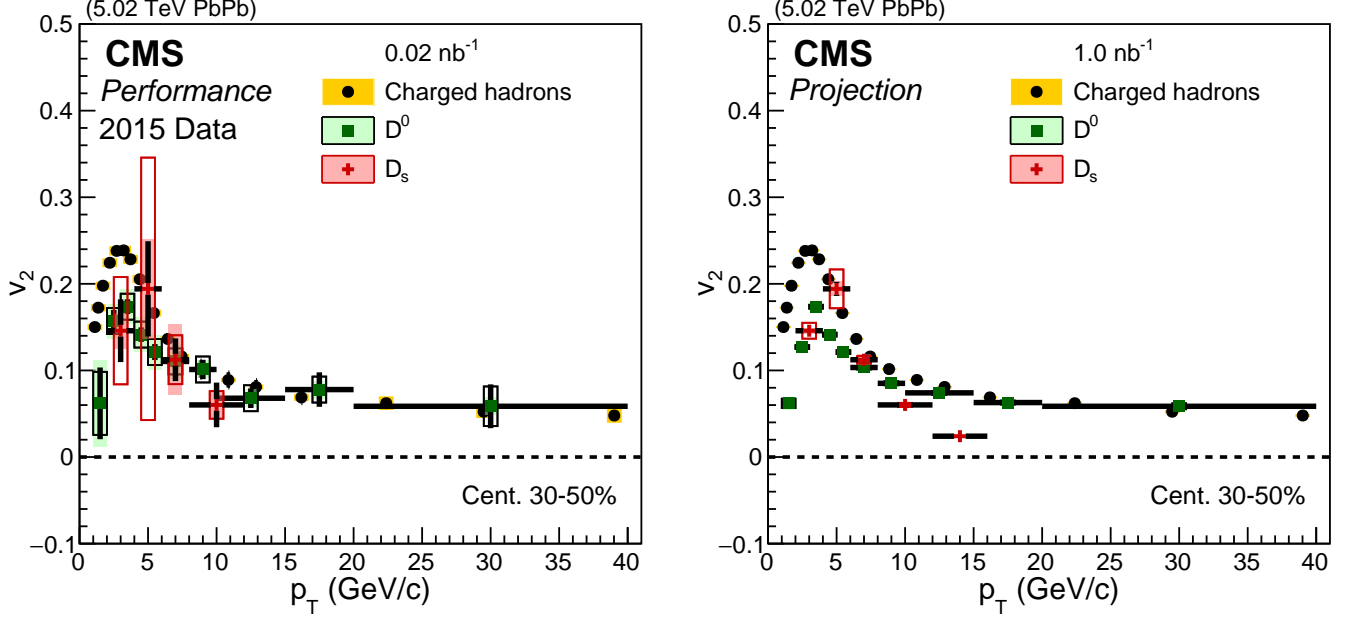 (5.02 TeV PbPb)
CMS
Performance
2015 Data
0.02 nb⁻¹
Charged hadrons
D⁰
Dₛ
Cent. 30-50%
v₂
0.5
0.4
0.3
0.2
0.1
0
−0.1
0 5 10 15 20 25 30 35 40
p_T (GeV/c)
(5.02 TeV PbPb)
CMS
Projection
1.0 nb⁻¹
Charged hadrons
D⁰
Dₛ
Cent. 30-50%
v₂
0.5
0.4
0.3
0.2
0.1
0
−0.1
0 5 10 15 20 25 30 35 40
p_T (GeV/c)